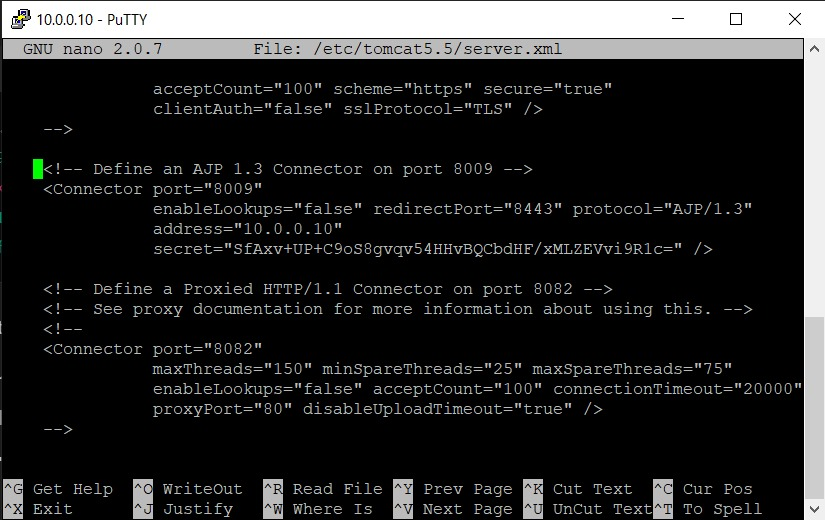 10.0.0.10 - PuTTY
GNU nano 2.0.7 File: /etc/tomcat5.5/server.xml
acceptCount="100" scheme="https" secure="true"
clientAuth="false" sslProtocol="TLS" />
-->
<!-- Define an AJP 1.3 Connector on port 8009 -->
<Connector port="8009"
enableLookups="false" redirectPort="8443" protocol="AJP/1.3"
address="10.0.0.10"
secret="SfAxv+UP+C9oS8gvqv54HHvBQCbdHF/xMLZEVvi9R1c=" />
<!-- Define a Proxied HTTP/1.1 Connector on port 8082 -->
<!-- See proxy documentation for more information about using this. -->
<!--
<Connector port="8082"
maxThreads="150" minSpareThreads="25" maxSpareThreads="75"
enableLookups="false" acceptCount="100" connectionTimeout="20000"
proxyPort="80" disableUploadTimeout="true" />
-->
^G Get Help ^O WriteOut ^R Read File ^Y Prev Page ^K Cut Text ^C Cur Pos
^X Exit ^J Justify ^W Where Is ^V Next Page ^U UnCut Text ^T To Spell